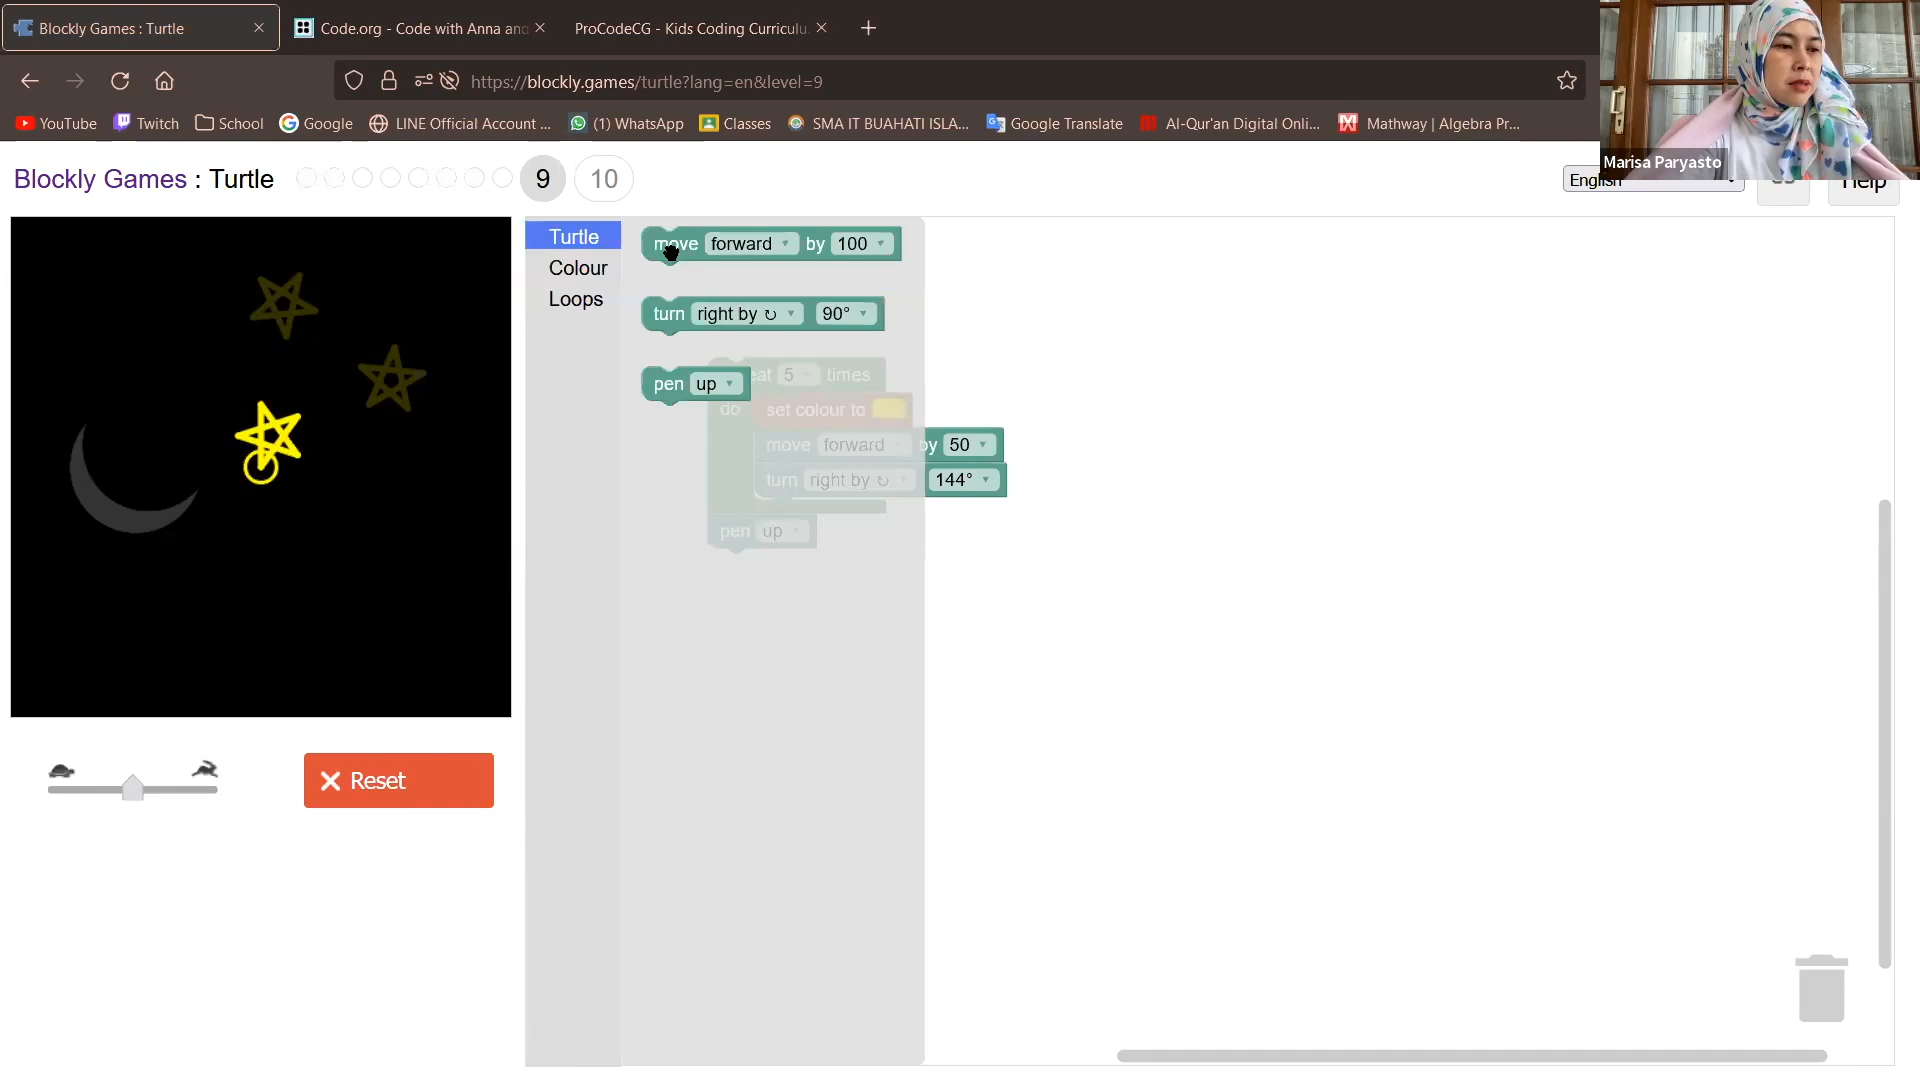 Blockly Games : Turtle
Code.org - Code with Anna and
ProCodeCG - Kids Coding Curriculu
https://blockly.games/turtle?lang=en&level=9
YouTube
Twitch
School
Google
LINE Official Account ...
(1) WhatsApp
Classes
SMA IT BUAHATI ISLA...
Google Translate
Al-Qur'an Digital Onli...
Mathway | Algebra Pr...
Marisa Paryasto
Blockly Games : Turtle
9
10
English
Help
Turtle
Colour
Loops
move forward by 100
turn right by ↻ 90°
pen up
eat 5 times
do set colour to
move forward by 50
turn right by ↻ 144°
pen up
Reset